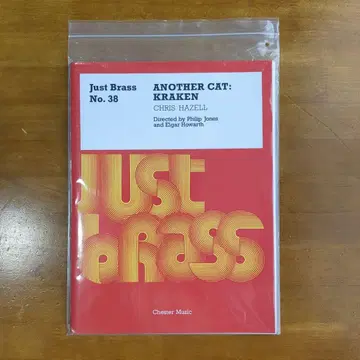 Just Brass
No. 38
ANOTHER CAT:
KRAKEN
CHRIS HAZELL
Directed by Philip Jones
and Elgar Howarth
Just
bRASS
Chester Music